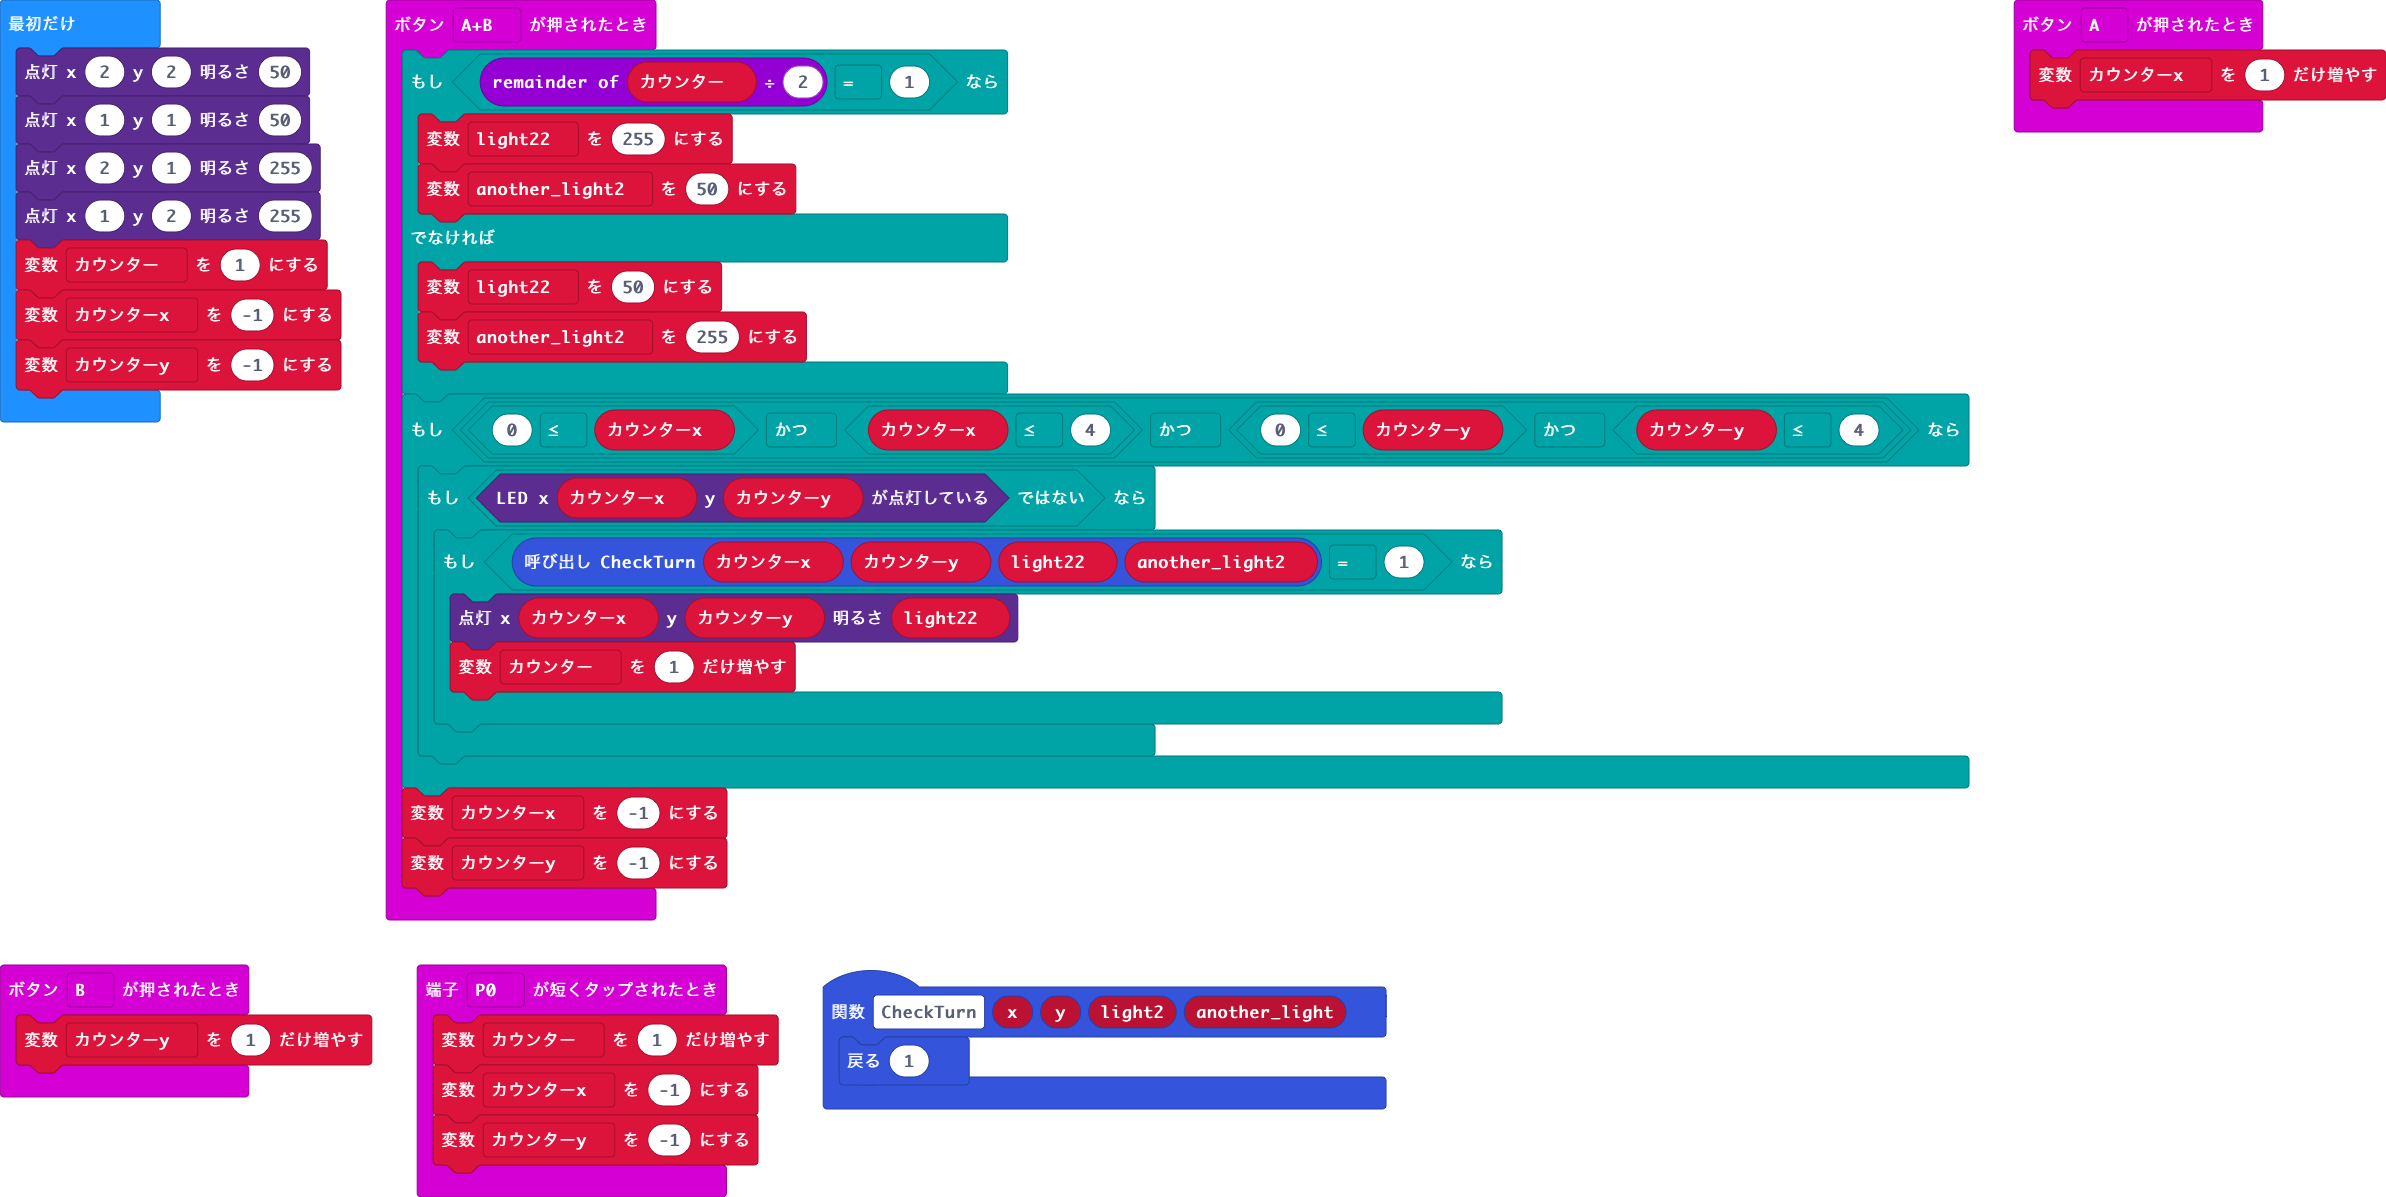 最初だけ
点灯 x 2 y 2 明るさ 50
点灯 x 1 y 1 明るさ 50
点灯 x 2 y 1 明るさ 255
点灯 x 1 y 2 明るさ 255
変数 カウンター を 1 にする
変数 カウンターx を -1 にする
変数 カウンターy を -1 にする
ボタン A+B が押されたとき
もし remainder of カウンター ÷ 2 = 1 なら
変数 light22 を 255 にする
変数 another_light2 を 50 にする
でなければ
変数 light22 を 50 にする
変数 another_light2 を 255 にする
もし 0 ≤ カウンターx かつ カウンターx ≤ 4 かつ 0 ≤ カウンターy かつ カウンターy ≤ 4 なら
もし LED x カウンターx y カウンターy が点灯している ではない なら
もし 呼び出し CheckTurn カウンターx カウンターy light22 another_light2 = 1 なら
点灯 x カウンターx y カウンターy 明るさ light22
変数 カウンター を 1 だけ増やす
変数 カウンターx を -1 にする
変数 カウンターy を -1 にする
ボタン A が押されたとき
変数 カウンターx を 1 だけ増やす
ボタン B が押されたとき
変数 カウンターy を 1 だけ増やす
端子 P0 が短くタップされたとき
変数 カウンター を 1 だけ増やす
変数 カウンターx を -1 にする
変数 カウンターy を -1 にする
関数 CheckTurn x y light2 another_light
戻る 1